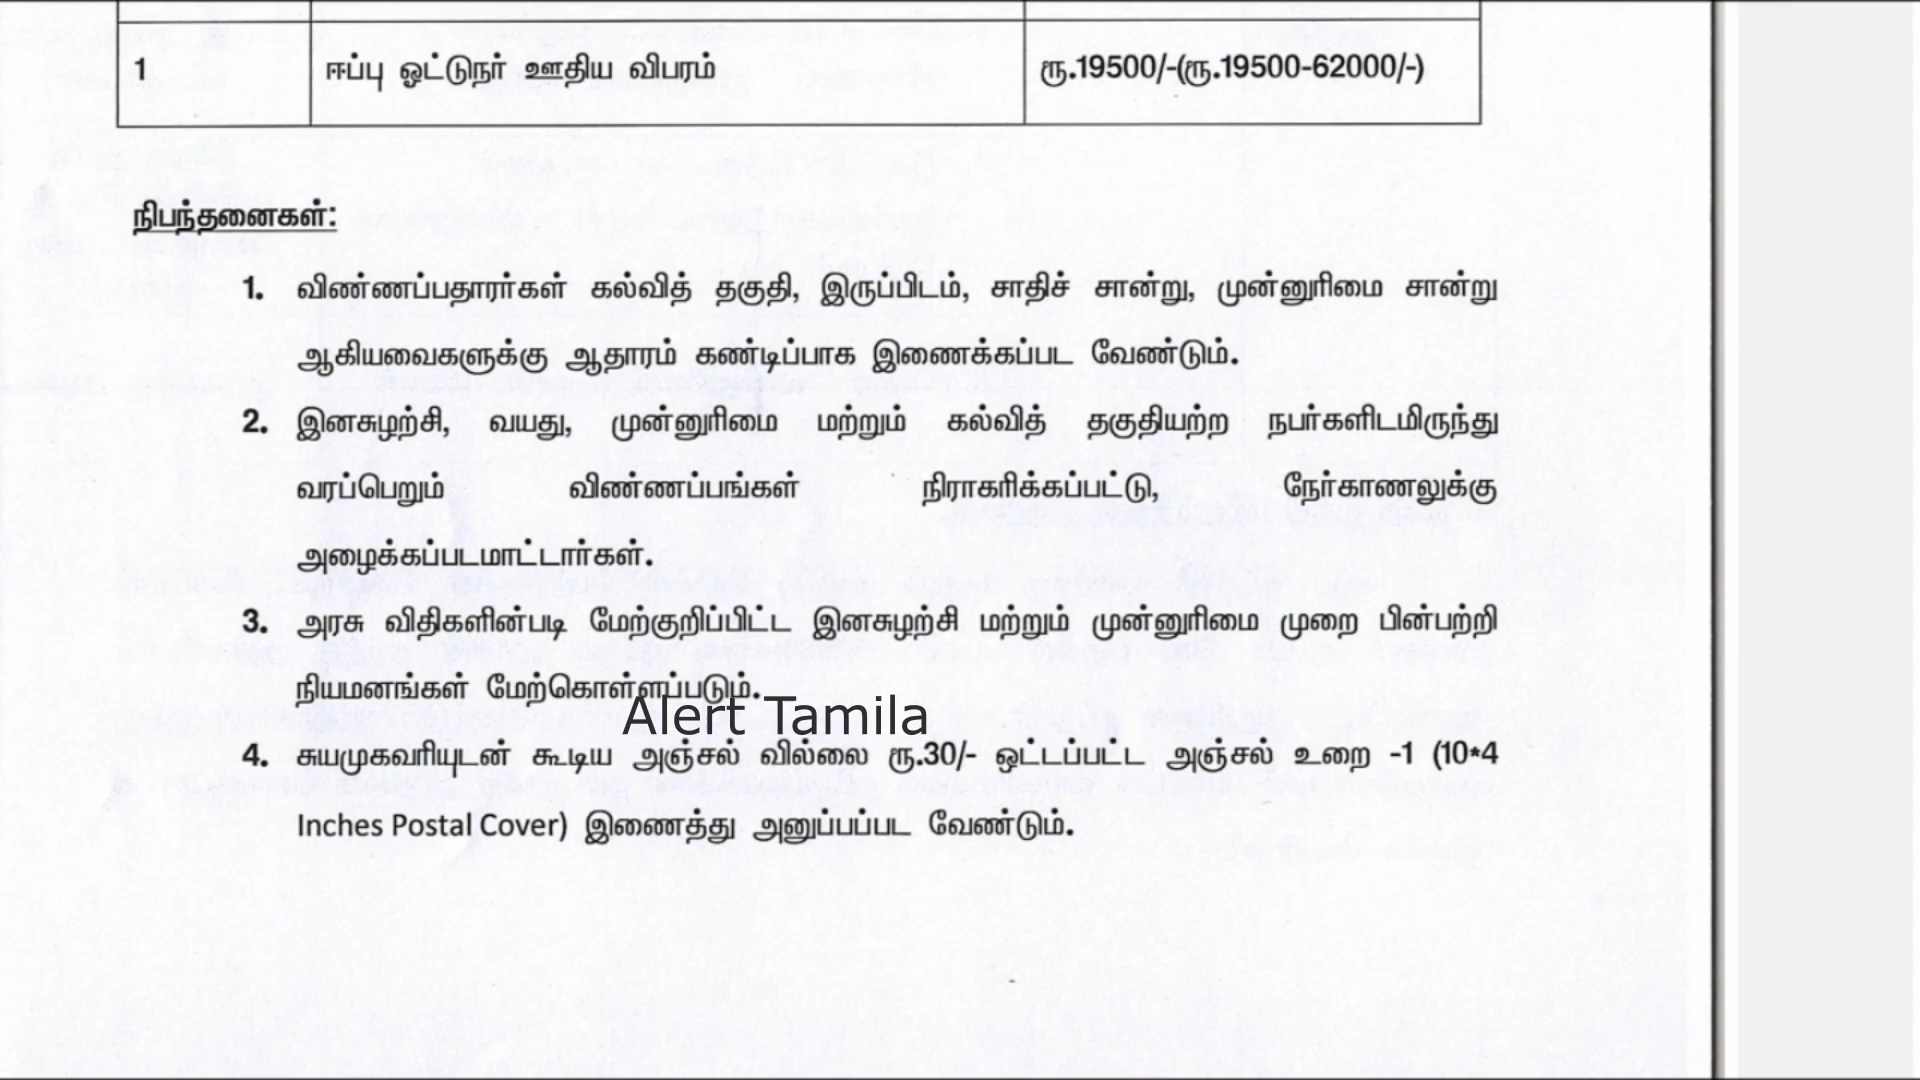 1 ஈப்பு ஓட்டுநர் ஊதிய விபரம் ரூ.19500/-(ரூ.19500-62000/-)
நிபந்தனைகள்:
1. விண்ணப்பதாரர்கள் கல்வித் தகுதி, இருப்பிடம், சாதிச் சான்று, முன்னுரிமை சான்று
ஆகியவைகளுக்கு ஆதாரம் கண்டிப்பாக இணைக்கப்பட வேண்டும்.
2. இனசுழற்சி, வயது, முன்னுரிமை மற்றும் கல்வித் தகுதியற்ற நபர்களிடமிருந்து
வரப்பெறும் விண்ணப்பங்கள் நிராகரிக்கப்பட்டு, நேர்காணலுக்கு
அழைக்கப்படமாட்டார்கள்.
3. அரசு விதிகளின்படி மேற்குறிப்பிட்ட இனசுழற்சி மற்றும் முன்னுரிமை முறை பின்பற்றி
நியமனங்கள் மேற்கொள்ளப்படும்.
Alert Tamila
4. சுயமுகவரியுடன் கூடிய அஞ்சல் வில்லை ரூ.30/- ஒட்டப்பட்ட அஞ்சல் உறை -1 (10*4
Inches Postal Cover) இணைத்து அனுப்பப்பட வேண்டும்.